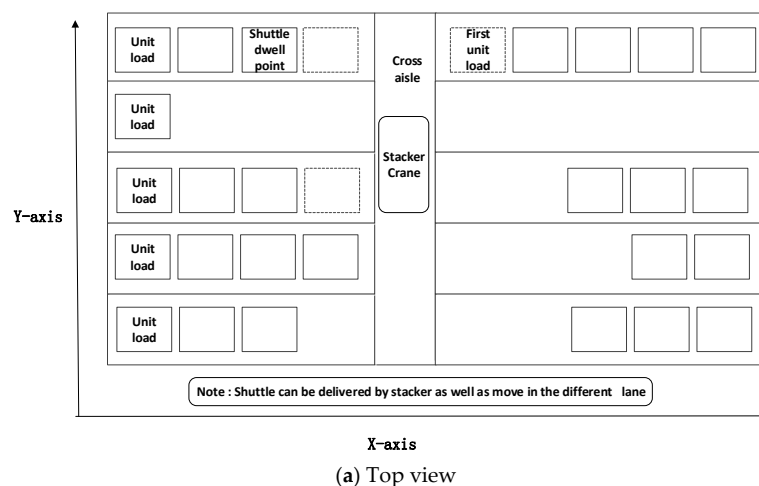 Unit
load
Shuttle
dwell
point
Cross
aisle
First
unit
load
Unit
load
Stacker
Crane
Unit
load
Y-axis
Unit
load
Unit
load
Note : Shuttle can be delivered by stacker as well as move in the different lane
X-axis
(a) Top view